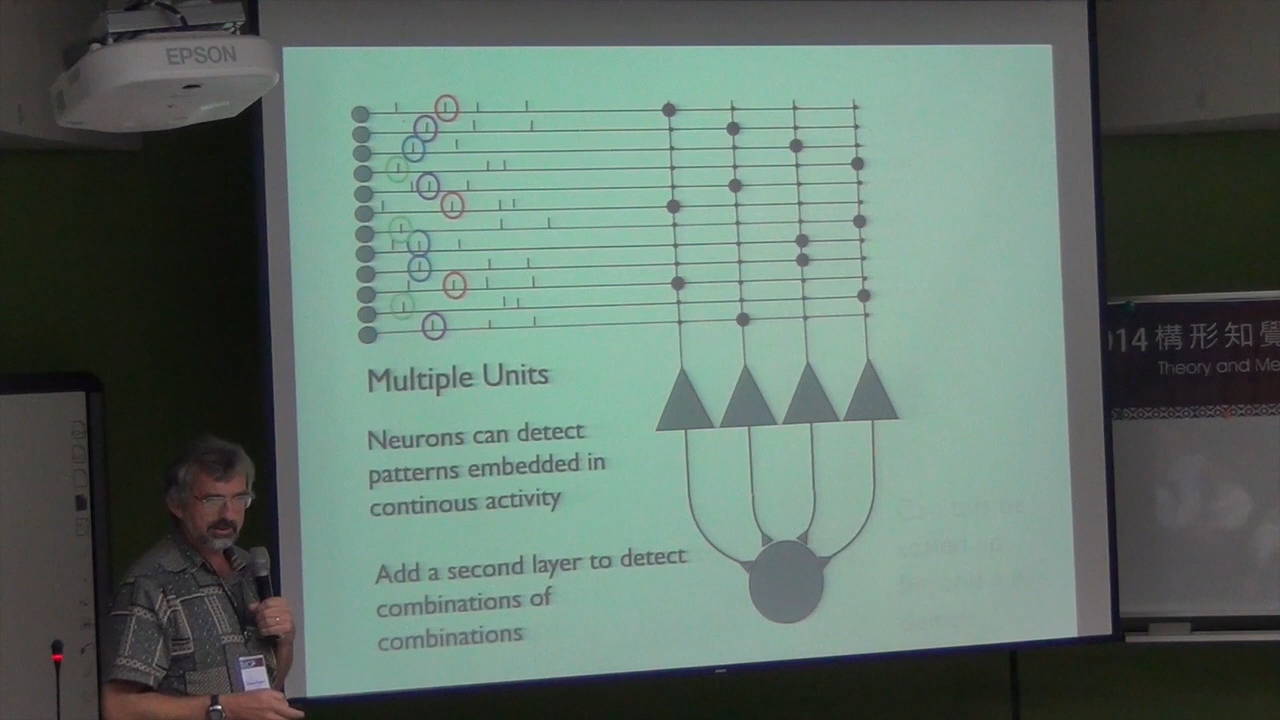 EPSON
Multiple Units
Neurons can detect
patterns embedded in
continous activity
Add a second layer to detect
combinations of
combinations
014 構形知覺
Theory and Me